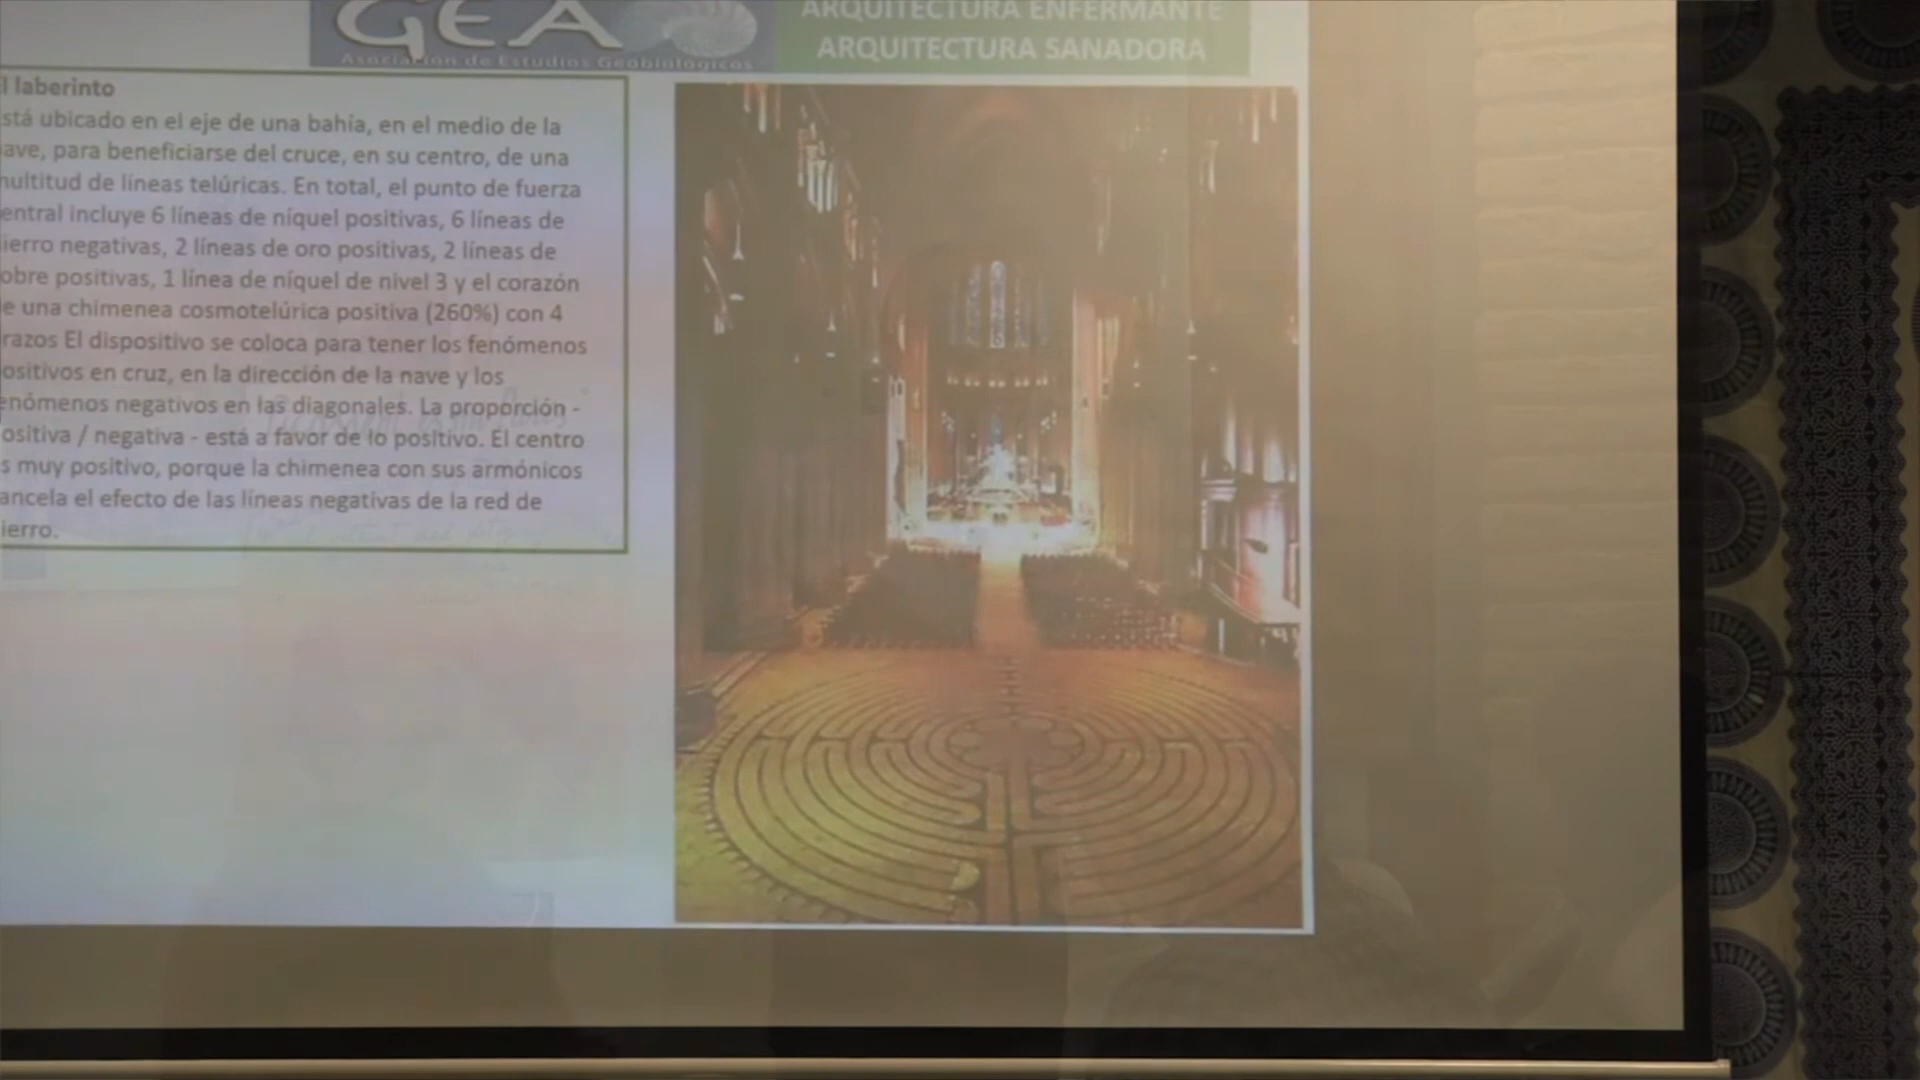 GEA
Asociación de Estudios Geobiológicos
ARQUITECTURA ENFERMANTE
ARQUITECTURA SANADORA
l laberinto
stá ubicado en el eje de una bahía, en el medio de la
ave, para beneficiarse del cruce, en su centro, de una
ultitud de líneas telúricas. En total, el punto de fuerza
entral incluye 6 líneas de níquel positivas, 6 líneas de
ierro negativas, 2 líneas de oro positivas, 2 líneas de
obre positivas, 1 línea de níquel de nivel 3 y el corazón
e una chimenea cosmotelúrica positiva (260%) con 4
razos El dispositivo se coloca para tener los fenómenos
ositivos en cruz, en la dirección de la nave y los
enómenos negativos en las diagonales. La proporción -
ositiva / negativa - está a favor de lo positivo. El centro
s muy positivo, porque la chimenea con sus armónicos
ancela el efecto de las líneas negativas de la red de
ierro.